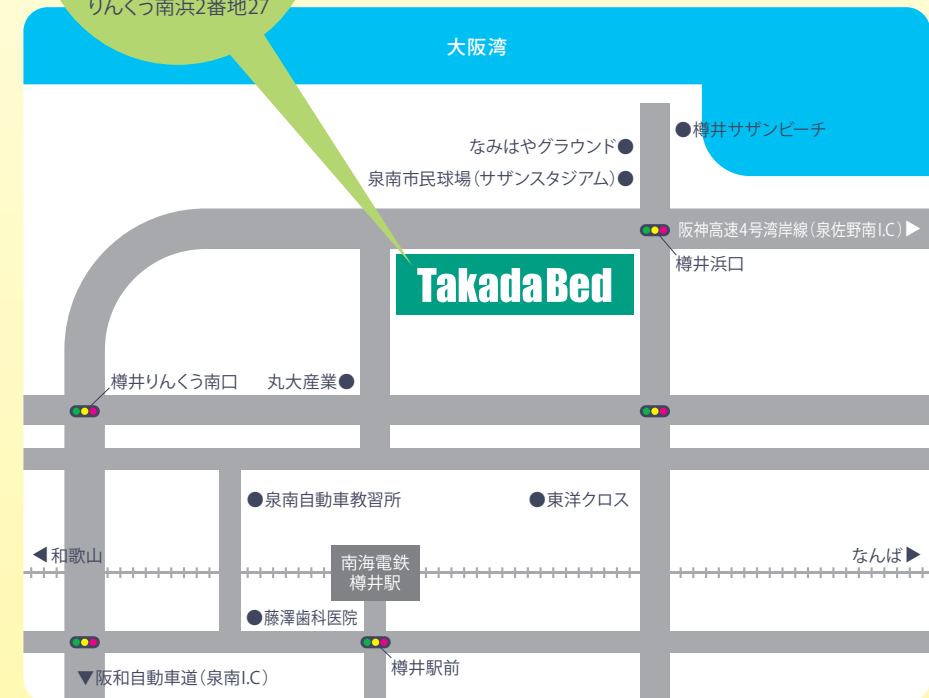 りんくう南浜2番地27
大阪湾
●樽井サザンビーチ
なみはやグラウンド●
泉南市民球場(サザンスタジアム)●
阪神高速4号湾岸線(泉佐野南I.C)▶
樽井浜口
TakadaBed
樽井りんくう南口
丸大産業●
●泉南自動車教習所
●東洋クロス
◀和歌山
南海電鉄
樽井駅
なんば▶
●藤澤歯科医院
樽井駅前
▼阪和自動車道(泉南I.C)